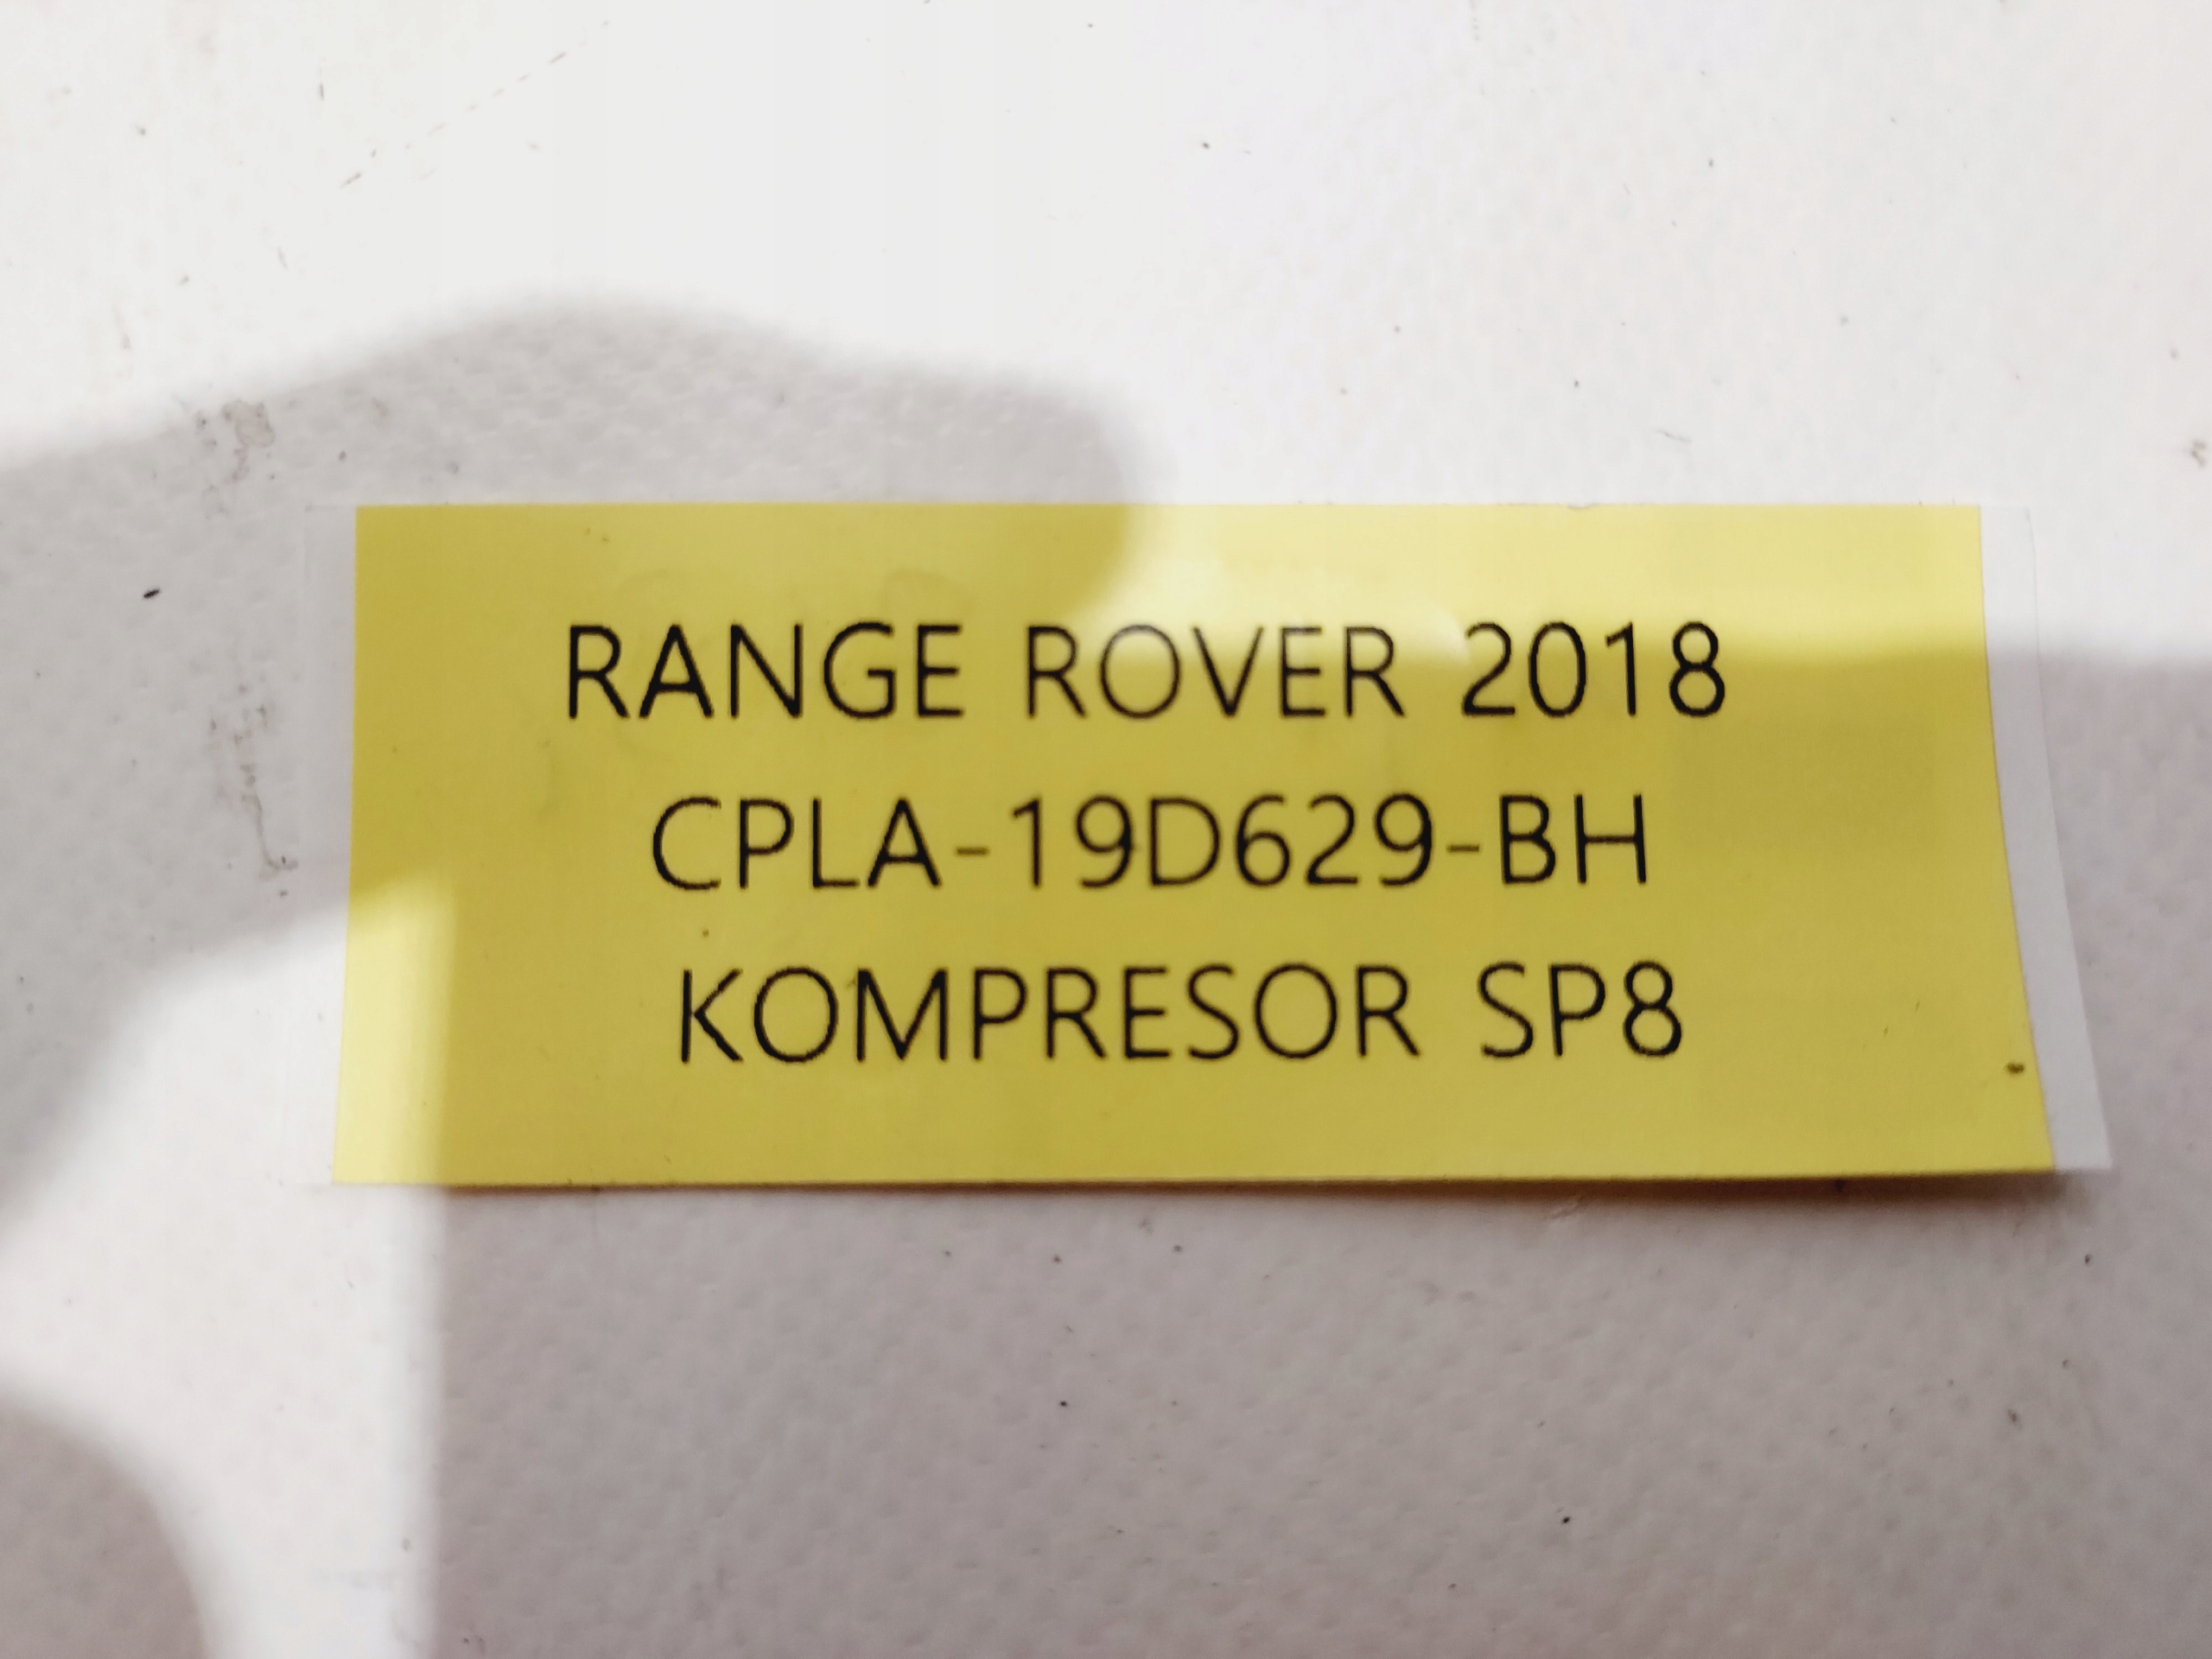 RANGE ROVER 2018
CPLA-19D629-BH
KOMPRESOR SP8